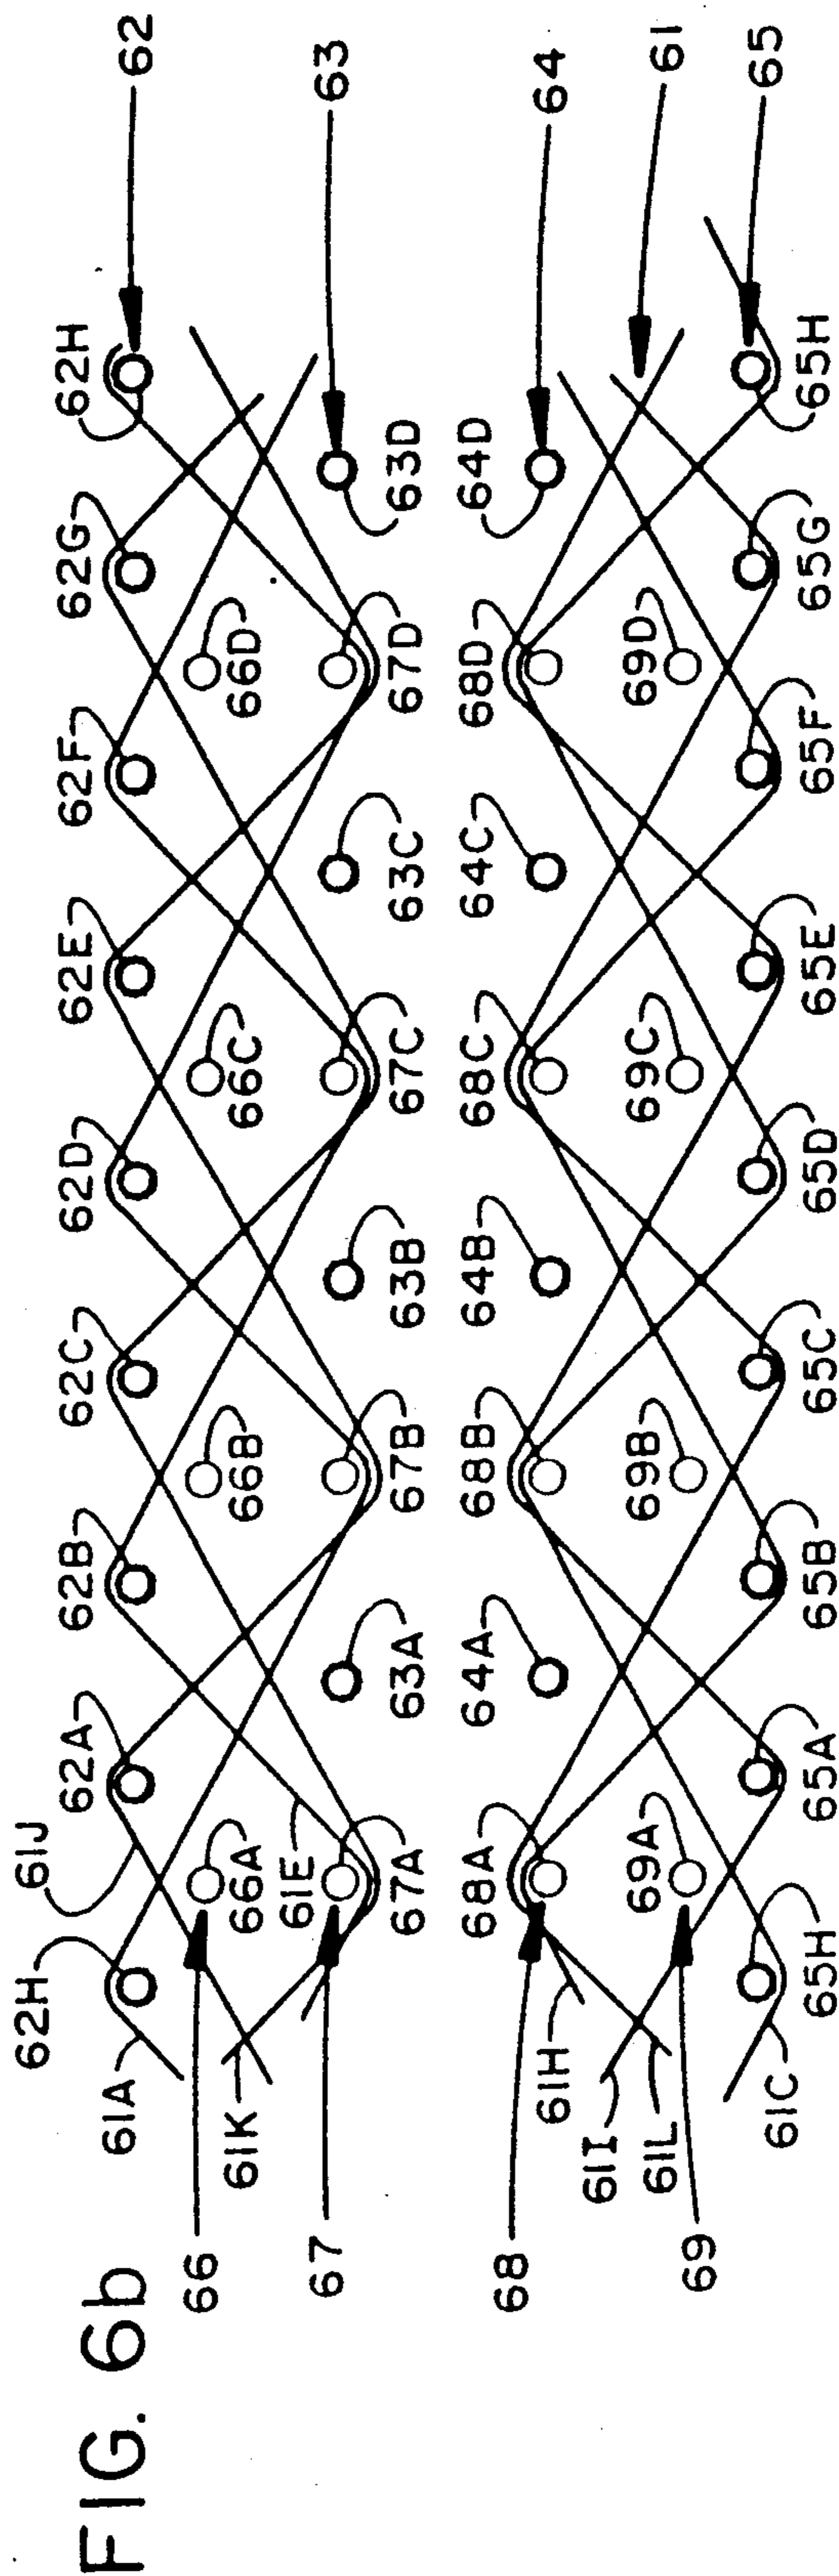 FIG. 6b
62
63
64
61
65
62H 62A 62B 62C 62D 62E 62F 62G 62H
61J
61A
66A 66B 66C 66D
61K
61E
66
67
67A 63A 67B 63B 67C 63C 67D 63D
68A 64A 68B 64B 68C 64C 68D 64D
68
69
61H
69A 69B 69C 69D
61I
61L
61C
65H 65A 65B 65C 65D 65E 65F 65G 65H